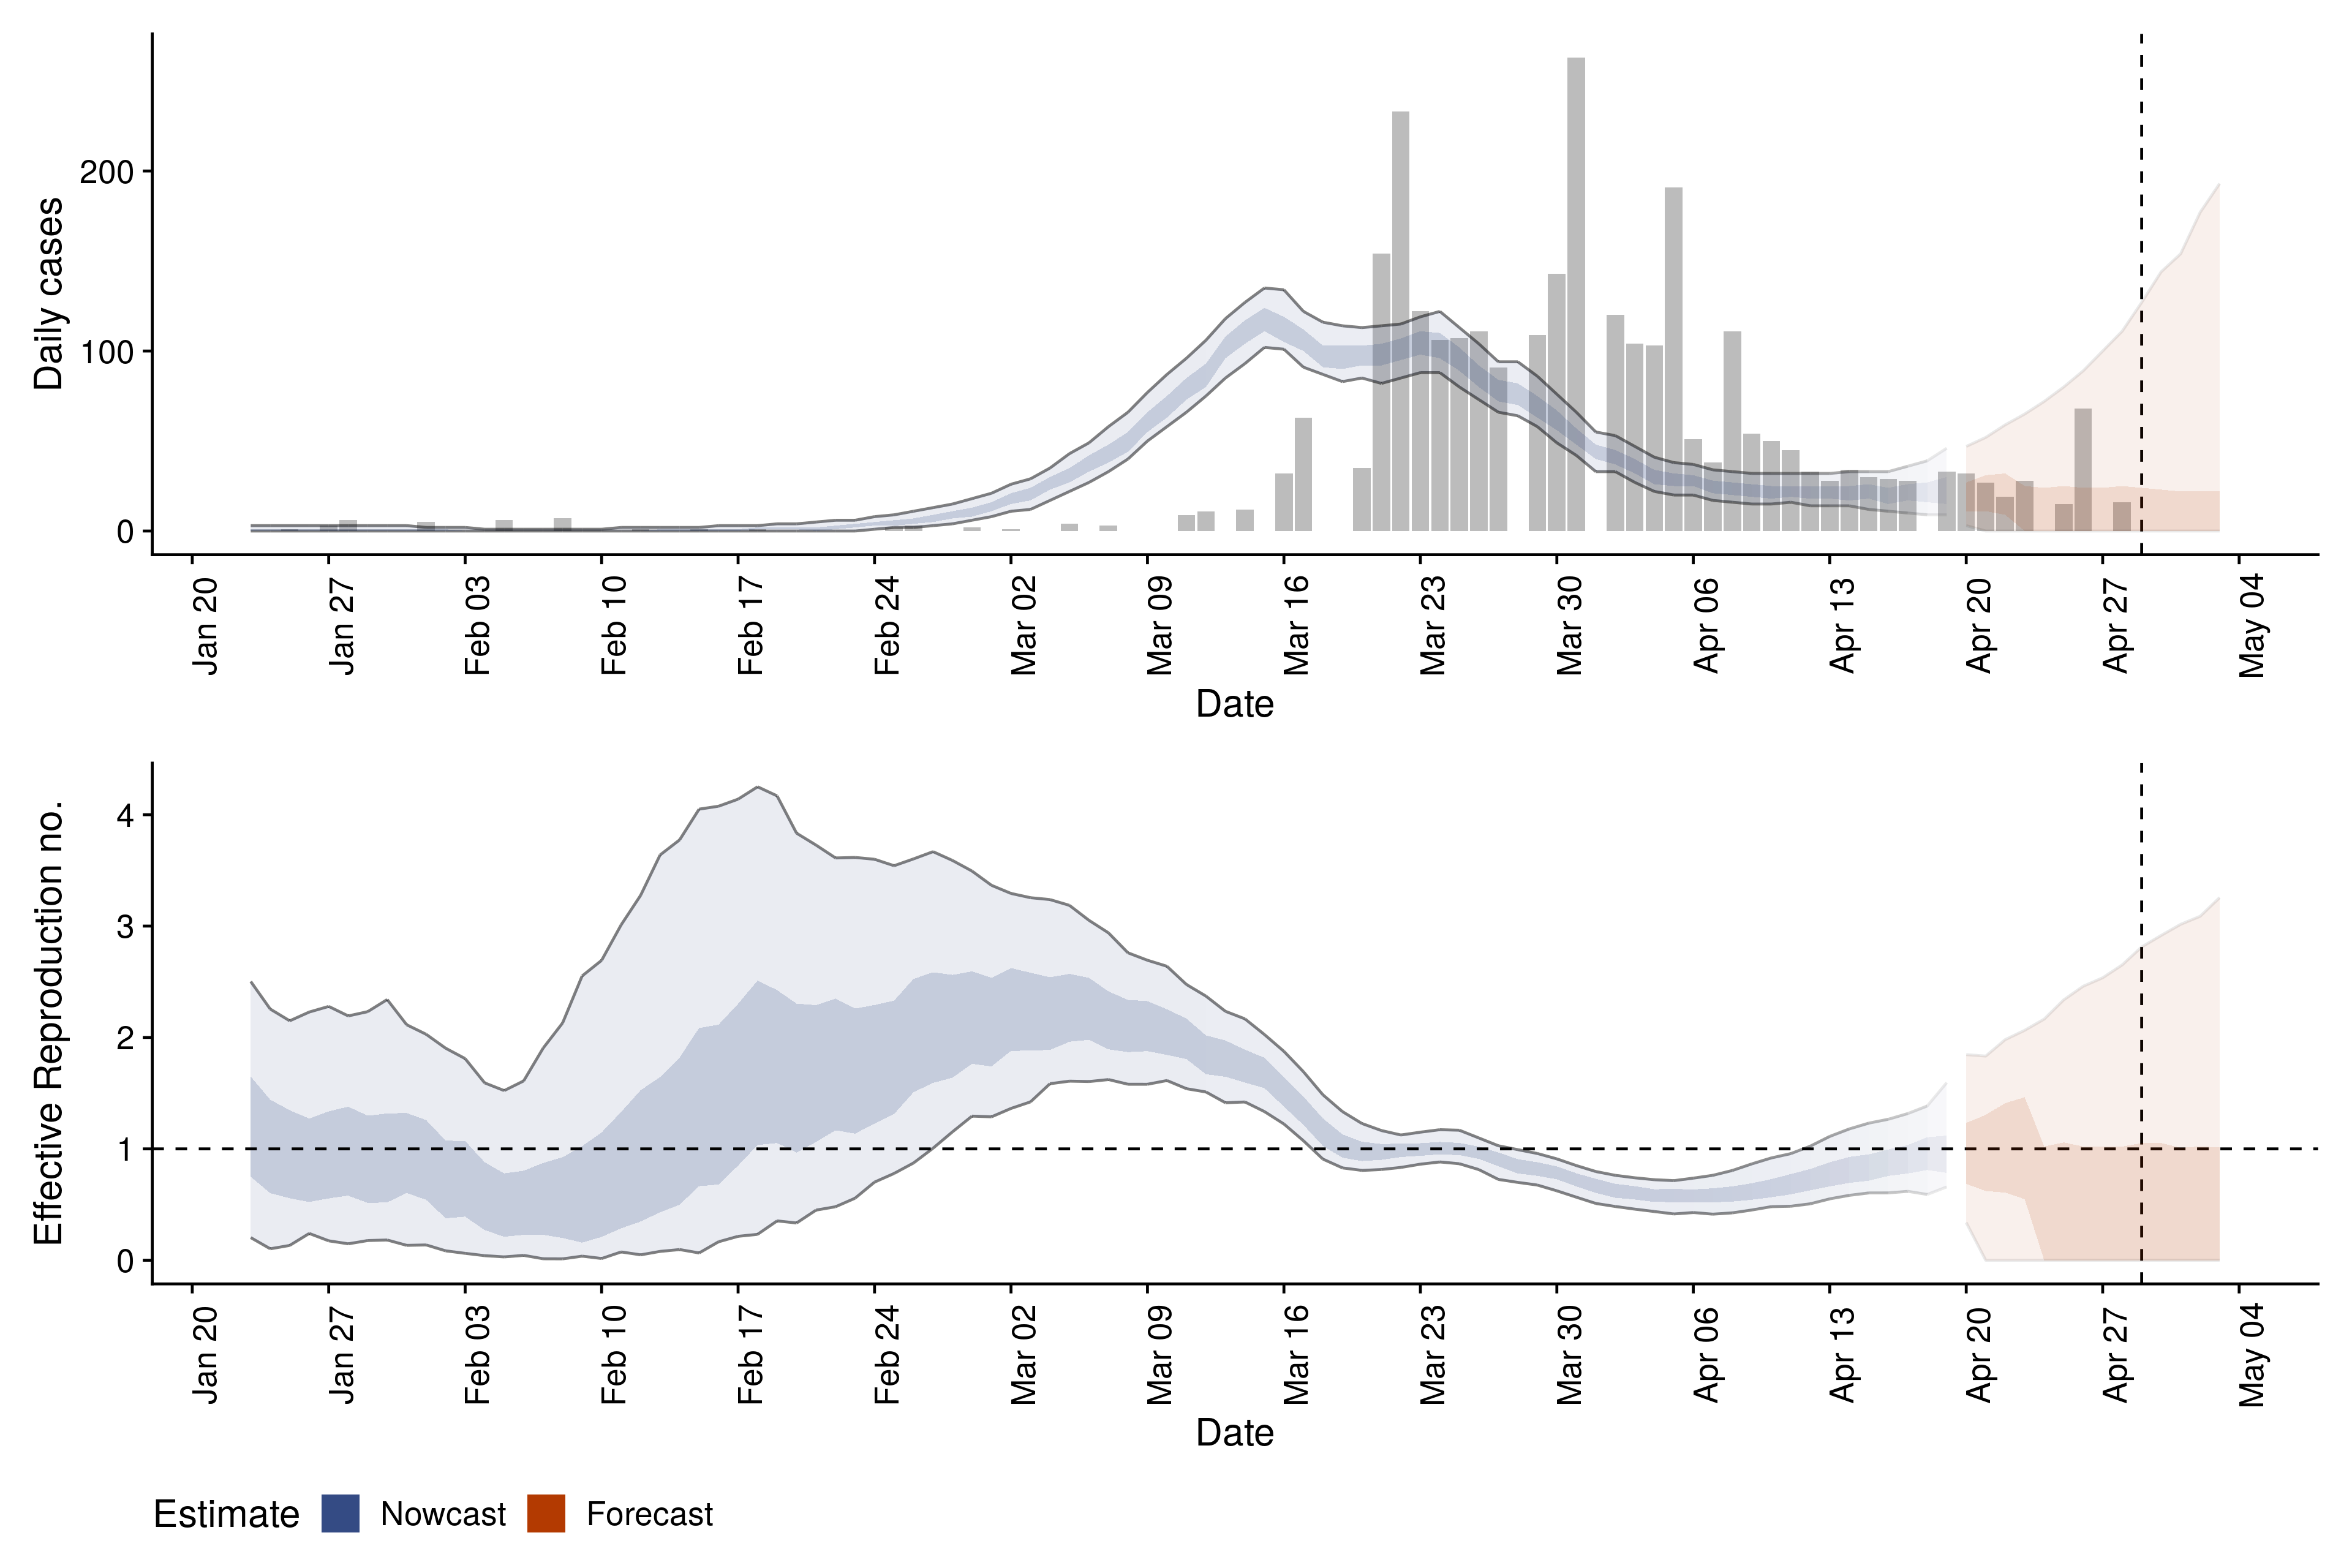 Daily cases
200
100
0
Jan 20
Jan 27
Feb 03
Feb 10
Feb 17
Feb 24
Mar 02
Mar 09
Mar 16
Mar 23
Mar 30
Apr 06
Apr 13
Apr 20
Apr 27
May 04
Date
Effective Reproduction no.
4
3
2
1
0
Jan 20
Jan 27
Feb 03
Feb 10
Feb 17
Feb 24
Mar 02
Mar 09
Mar 16
Mar 23
Mar 30
Apr 06
Apr 13
Apr 20
Apr 27
May 04
Date
Estimate Nowcast Forecast